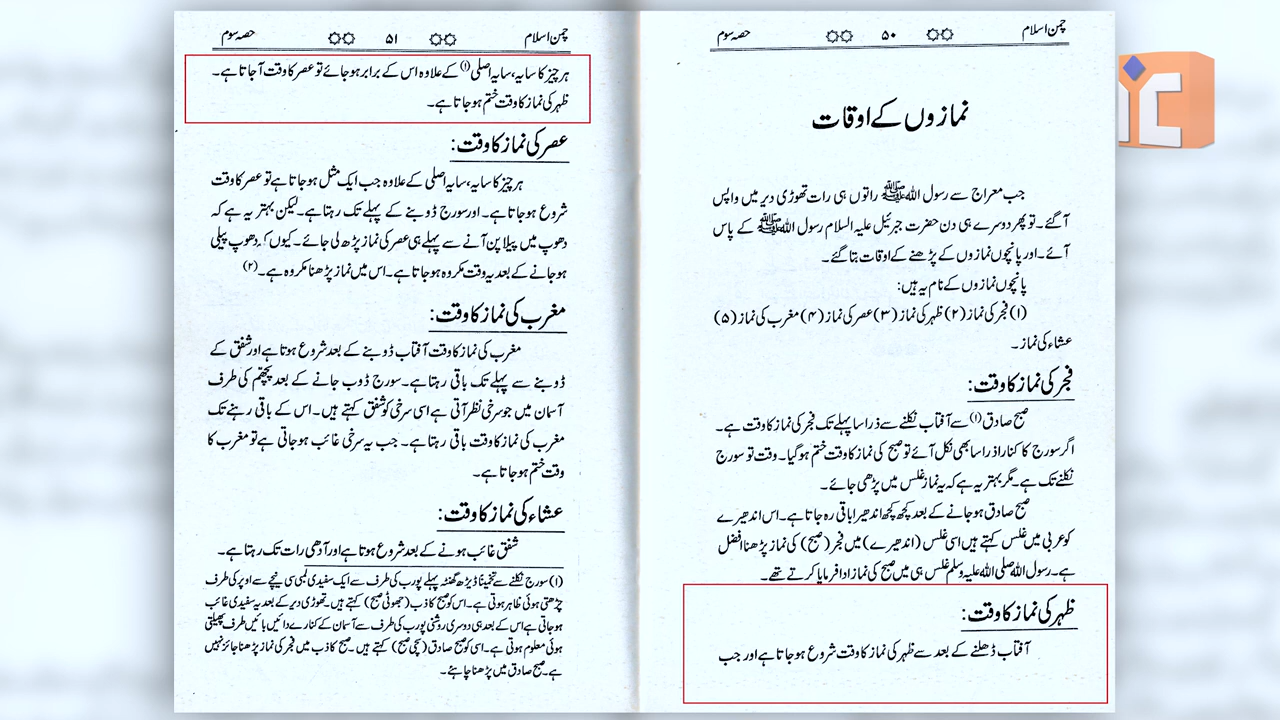 چمن اسلام ۵۰ حصہ سوم
نمازوں کے اوقات
جب معراج سے رسول اللہ ﷺ راتوں ہی رات تھوڑی دیر میں واپس
آگئے۔ تو پھر دوسرے ہی دن حضرت جبرئیل علیہ السلام رسول اللہ ﷺ کے پاس
آئے۔ اور پانچوں نمازوں کے پڑھنے کے اوقات بتا گئے۔
پانچوں نمازوں کے نام یہ ہیں:
(۱) فجر کی نماز (۲) ظہر کی نماز (۳) عصر کی نماز (۴) مغرب کی نماز (۵)
عشاء کی نماز۔
فجر کی نماز کا وقت:
صبح صادق (۱) سے آفتاب نکلنے سے ذرا سا پہلے تک فجر کی نماز کا وقت ہے۔
اگر سورج کا کنارا ذرا سا بھی نکل آئے تو صبح کی نماز کا وقت ختم ہو گیا۔ وقت تو سورج
نکلنے تک ہے۔ مگر بہتر یہ ہے کہ یہ نماز غلس میں پڑھی جائے۔
صبح صادق ہو جانے کے بعد کچھ کچھ اندھیرا باقی رہ جاتا ہے۔ اس اندھیرے
کو عربی میں غلس کہتے ہیں اسی غلس (اندھیرے) میں فجر (صبح) کی نماز پڑھنا افضل
ہے۔ رسول اللہ صلی اللہ علیہ وسلم غلس ہی میں صبح کی نماز ادا فرمایا کرتے تھے۔
ظہر کی نماز کا وقت:
آفتاب ڈھلنے کے بعد سے ظہر کی نماز کا وقت شروع ہو جاتا ہے اور جب
چمن اسلام ۵۱ حصہ سوم
ہر چیز کا سایہ، سایہ اصلی (۱) کے علاوہ اس کے برابر ہو جائے تو عصر کا وقت آ جاتا ہے۔
ظہر کی نماز کا وقت ختم ہو جاتا ہے۔
عصر کی نماز کا وقت:
ہر چیز کا سایہ، سایہ اصلی کے علاوہ جب ایک مثل ہو جاتا ہے تو عصر کا وقت
شروع ہو جاتا ہے۔ اور سورج ڈوبنے کے پہلے تک رہتا ہے۔ لیکن بہتر یہ ہے کہ
دھوپ میں پیلا پن آنے سے پہلے ہی عصر کی نماز پڑھ لی جائے۔ کیوں کہ دھوپ پیلی
ہو جانے کے بعد یہ وقت مکروہ ہو جاتا ہے۔ اس میں نماز پڑھنا مکروہ ہے۔ (۲)
مغرب کی نماز کا وقت:
مغرب کی نماز کا وقت آفتاب ڈوبنے کے بعد شروع ہوتا ہے اور شفق کے
ڈوبنے سے پہلے تک باقی رہتا ہے۔ سورج ڈوب جانے کے بعد پچھم کی طرف
آسمان میں جو سرخی نظر آتی ہے اسی سرخی کو شفق کہتے ہیں۔ اس کے باقی رہنے تک
مغرب کی نماز کا وقت باقی رہتا ہے۔ جب یہ سرخی غائب ہو جاتی ہے تو مغرب کا
وقت ختم ہو جاتا ہے۔
عشاء کی نماز کا وقت:
شفق غائب ہونے کے بعد شروع ہوتا ہے اور آدھی رات تک رہتا ہے۔
(۱) سورج نکلنے سے تخمیناً ڈیڑھ گھنٹہ پہلے پورب کی طرف سے ایک سفیدی لمبی سی نیچے سے اوپر کی طرف
چڑھتی ہوئی ظاہر ہوتی ہے۔ اس کو صبح کاذب (جھوٹی صبح) کہتے ہیں۔ تھوڑی دیر کے بعد یہ سفیدی غائب
ہو جاتی ہے اس کے بعد ہی دوسری روشنی پورب کی طرف سے آسمان کے کنارے دائیں بائیں طرف پھیلتی
ہوئی معلوم ہوتی ہے۔ اسی کو صبح صادق (سچی صبح) کہتے ہیں۔ صبح کاذب میں فجر کی نماز پڑھنا جائز نہیں
ہے۔ صبح صادق میں پڑھنا چاہئے۔